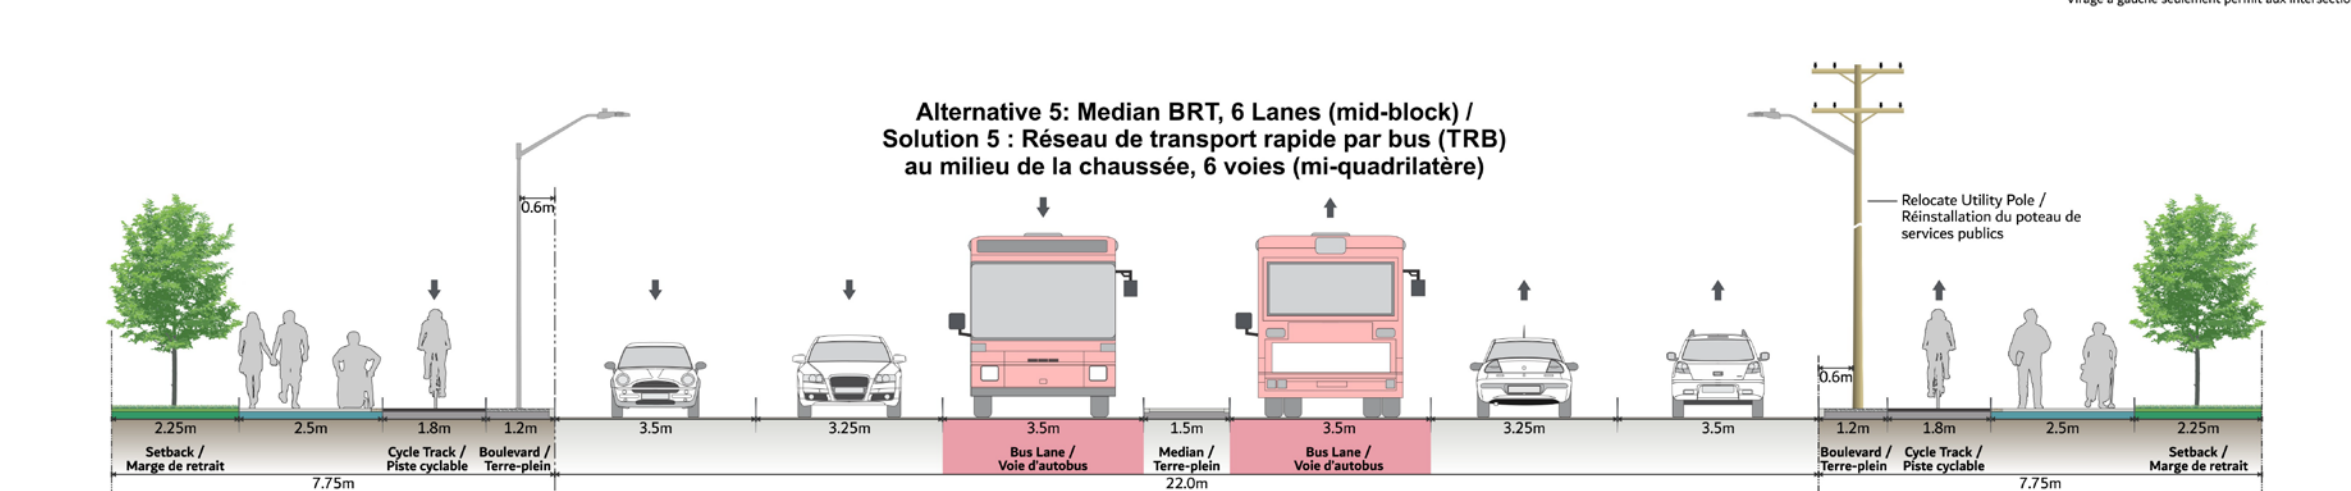 Alternative 5: Median BRT, 6 Lanes (mid-block) /
Solution 5 : Réseau de transport rapide par bus (TRB)
au milieu de la chaussée, 6 voies (mi-quadrilatère)
0.6m
Relocate Utility Pole /
Réinstallation du poteau de
services publics
0.6m
2.25m 2.5m 1.8m 1.2m 3.5m 3.25m 3.5m 1.5m 3.5m 3.25m 3.5m 1.2m 1.8m 2.5m 2.25m
Setback /
Marge de retrait
Cycle Track /
Piste cyclable
Boulevard /
Terre-plein
Bus Lane /
Voie d'autobus
Median /
Terre-plein
Bus Lane /
Voie d'autobus
Boulevard /
Terre-plein
Cycle Track /
Piste cyclable
Setback /
Marge de retrait
7.75m 22.0m 7.75m